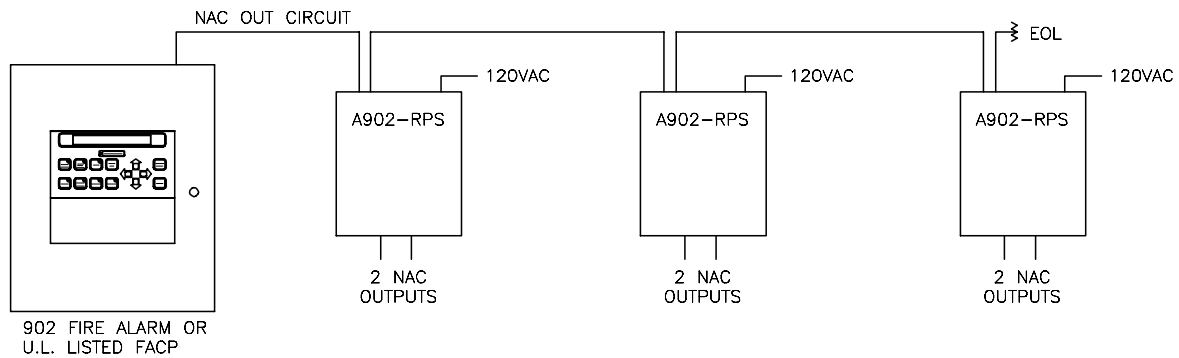 NAC OUT CIRCUIT
EOL
120VAC
120VAC
120VAC
A902-RPS
A902-RPS
A902-RPS
2 NAC
OUTPUTS
2 NAC
OUTPUTS
2 NAC
OUTPUTS
902 FIRE ALARM OR
U.L. LISTED FACP